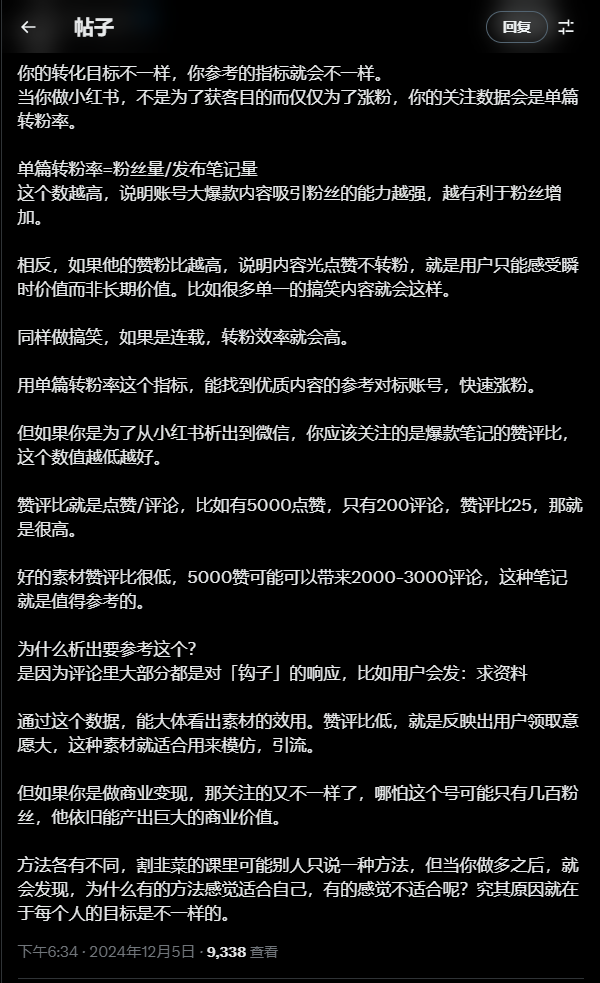 帖子
回复
你的转化目标不一样，你参考的指标就会不一样。
当你做小红书，不是为了获客目的而仅仅为了涨粉，你的关注数据会是单篇
转粉率。
单篇转粉率=粉丝量/发布笔记量
这个数越高，说明账号大爆款内容吸引粉丝的能力越强，越有利于粉丝增
加。
相反，如果他的赞粉比越高，说明内容光点赞不转粉，就是用户只能感受瞬
时价值而非长期价值。比如很多单一的搞笑内容就会这样。
同样做搞笑，如果是连载，转粉效率就会高。
用单篇转粉率这个指标，能找到优质内容的参考对标账号，快速涨粉。
但如果你是为了从小红书析出到微信，你应该关注的是爆款笔记的赞评比，
这个数值越低越好。
赞评比就是点赞/评论，比如有5000点赞，只有200评论，赞评比25，那就
是很高。
好的素材赞评比很低，5000赞可能可以带来2000-3000评论，这种笔记
就是值得参考的。
为什么析出要参考这个？
是因为评论里大部分都是对「钩子」的响应，比如用户会发：求资料
通过这个数据，能大体看出素材的效用。赞评比低，就是反映出用户领取意
愿大，这种素材就适合用来模仿，引流。
但如果你是做商业变现，那关注的又不一样了，哪怕这个号可能只有几百粉
丝，他依旧能产出巨大的商业价值。
方法各有不同，割韭菜的课里可能别人只说一种方法，但当你做多之后，就
会发现，为什么有的方法感觉适合自己，有的感觉不适合呢？究其原因就在
于每个人的目标是不一样的。
下午6:34 · 2024年12月5日 · 9,338 查看